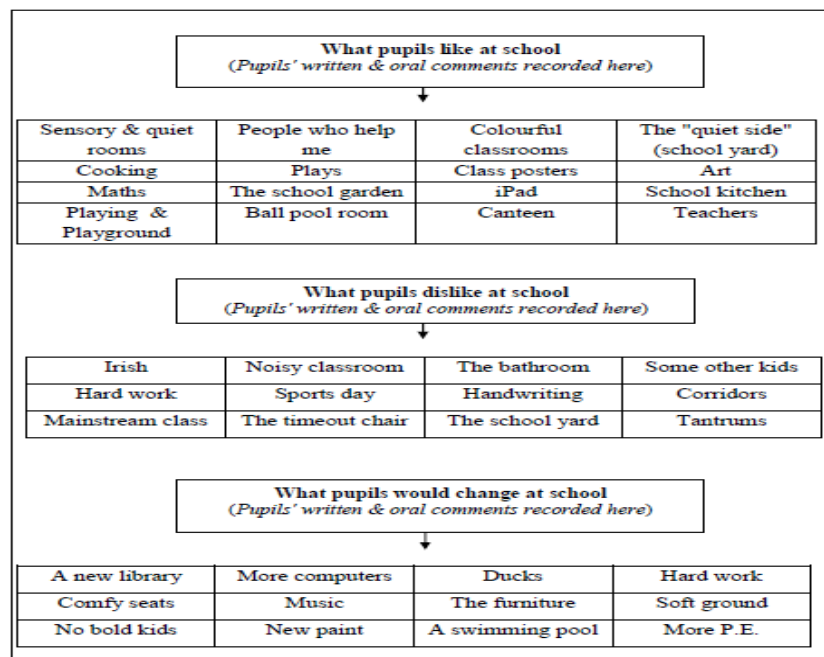 What pupils like at school
(Pupils' written & oral comments recorded here)
Sensory & quiet rooms | People who help me | Colourful classrooms | The "quiet side" (school yard)
Cooking | Plays | Class posters | Art
Maths | The school garden | iPad | School kitchen
Playing & Playground | Ball pool room | Canteen | Teachers
What pupils dislike at school
(Pupils' written & oral comments recorded here)
Irish | Noisy classroom | The bathroom | Some other kids
Hard work | Sports day | Handwriting | Corridors
Mainstream class | The timeout chair | The school yard | Tantrums
What pupils would change at school
(Pupils' written & oral comments recorded here)
A new library | More computers | Ducks | Hard work
Comfy seats | Music | The furniture | Soft ground
No bold kids | New paint | A swimming pool | More P.E.